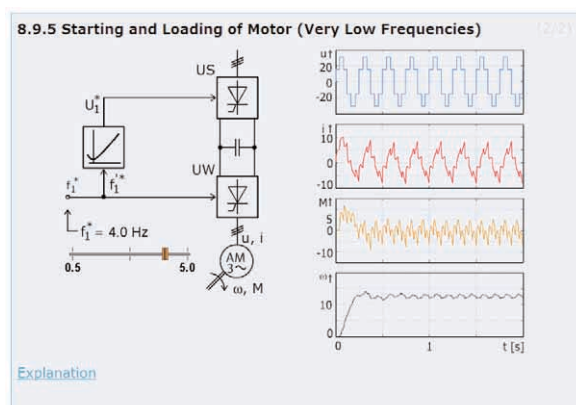 8.9.5 Starting and Loading of Motor (Very Low Frequencies) (2/2)
US
U₁*
UW
f₁*
f₁'*
f₁* = 4.0 Hz
0.5
5.0
u, i
AM
3~
ω, M
u↑
20
0
-20
i↑
10
0
-10
M↑
5
0
-10
ω↑
10
0
0
1
t [s]
Explanation